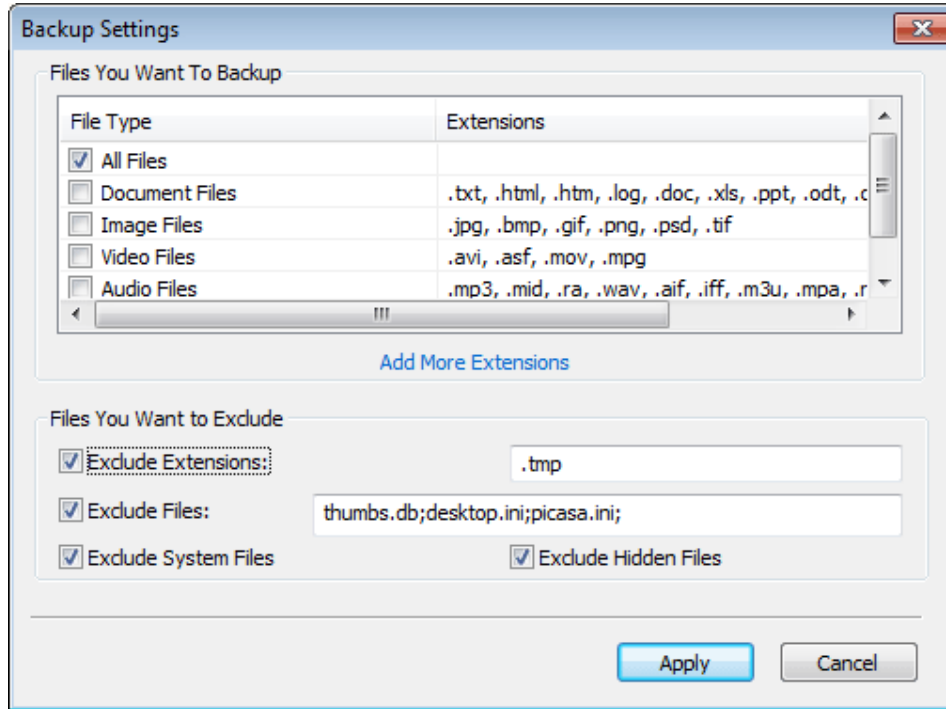 Backup Settings
Files You Want To Backup
File Type Extensions
All Files
Document Files .txt, .html, .htm, .log, .doc, .xls, .ppt, .odt,
Image Files .jpg, .bmp, .gif, .png, .psd, .tif
Video Files .avi, .asf, .mov, .mpg
Audio Files .mp3, .mid, .ra, .wav, .aif, .iff, .m3u, .mpa,
Add More Extensions
Files You Want to Exclude
Exclude Extensions: .tmp
Exclude Files: thumbs.db;desktop.ini;picasa.ini;
Exclude System Files Exclude Hidden Files
Apply Cancel